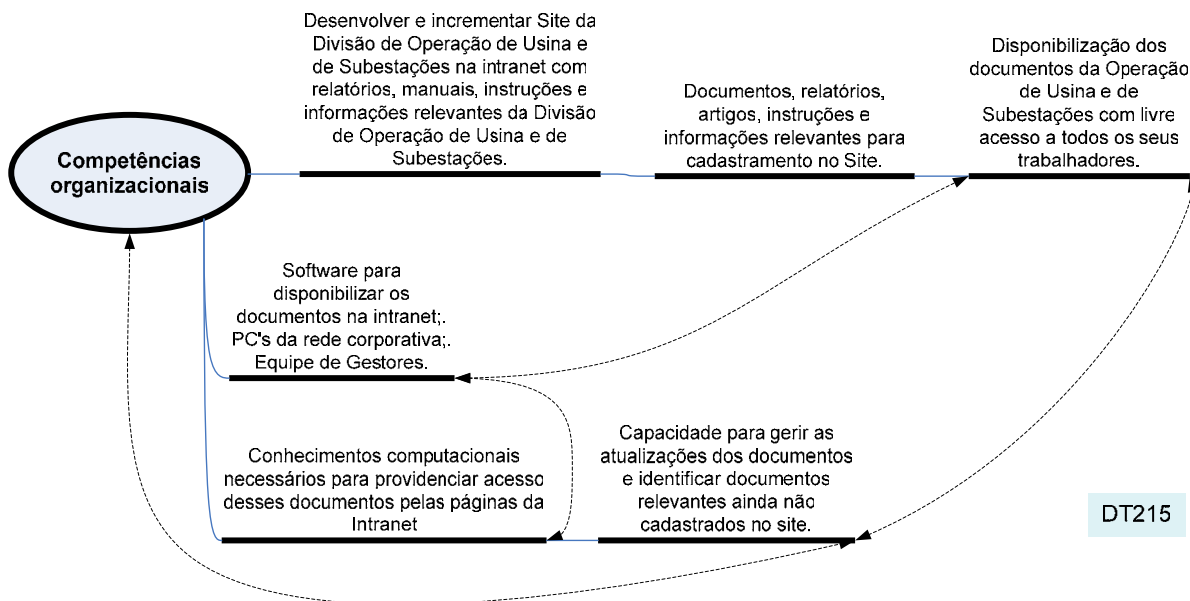 Competências
organizacionais
Desenvolver e incrementar Site da
Divisão de Operação de Usina e
de Subestações na intranet com
relatórios, manuais, instruções e
informações relevantes da Divisão
de Operação de Usina e de
Subestações.
Documentos, relatórios,
artigos, instruções e
informações relevantes para
cadastramento no Site.
Disponibilização dos
documentos da Operação
de Usina e de
Subestações com livre
acesso a todos os seus
trabalhadores.
Software para
disponibilizar os
documentos na intranet;.
PC's da rede corporativa;.
Equipe de Gestores.
Conhecimentos computacionais
necessários para providenciar acesso
desses documentos pelas páginas da
Intranet
Capacidade para gerir as
atualizações dos documentos
e identificar documentos
relevantes ainda não
cadastrados no site.
DT215